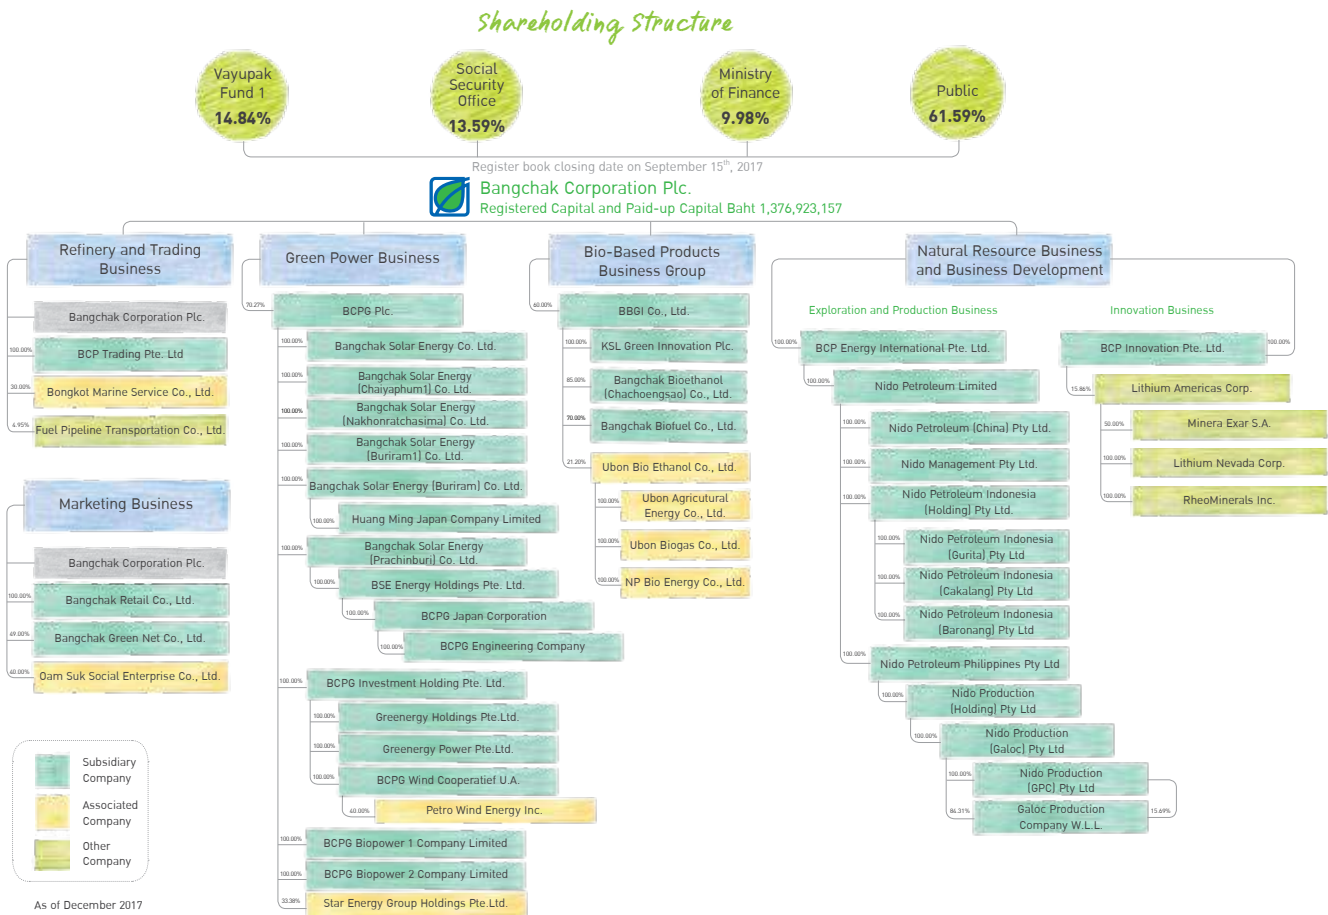 Shareholding Structure
Vayupak
Fund 1
14.84%
Social
Security
Office
13.59%
Ministry
of Finance
9.98%
Public
61.59%
Register book closing date on September 15th, 2017
Bangchak Corporation Plc.
Registered Capital and Paid-up Capital Baht 1,376,923,157
Refinery and Trading
Business
Bangchak Corporation Plc.
100.00%
BCP Trading Pte. Ltd
30.00%
Bongkot Marine Service Co., Ltd.
4.95%
Fuel Pipeline Transportation Co., Ltd.
Marketing Business
Bangchak Corporation Plc.
100.00%
Bangchak Retail Co., Ltd.
49.00%
Bangchak Green Net Co., Ltd.
40.00%
Oam Suk Social Enterprise Co., Ltd.
Subsidiary
Company
Associated
Company
Other
Company
As of December 2017
Green Power Business
70.27%
BCPG Plc.
100.00%
Bangchak Solar Energy Co. Ltd.
100.00%
Bangchak Solar Energy
(Chaiyaphum1) Co. Ltd.
100.00%
Bangchak Solar Energy
(Nakhonratchasima) Co. Ltd.
100.00%
Bangchak Solar Energy
(Buriram1) Co. Ltd.
100.00%
Bangchak Solar Energy (Buriram) Co. Ltd.
100.00%
Huang Ming Japan Company Limited
100.00%
Bangchak Solar Energy
(Prachinburi) Co. Ltd.
100.00%
BSE Energy Holdings Pte. Ltd.
100.00%
BCPG Japan Corporation
100.00%
BCPG Engineering Company
100.00%
BCPG Investment Holding Pte. Ltd.
100.00%
Greenergy Holdings Pte.Ltd.
100.00%
Greenergy Power Pte.Ltd.
100.00%
BCPG Wind Cooperatief U.A.
40.00%
Petro Wind Energy Inc.
100.00%
BCPG Biopower 1 Company Limited
100.00%
BCPG Biopower 2 Company Limited
33.38%
Star Energy Group Holdings Pte.Ltd.
Bio-Based Products
Business Group
60.00%
BBGI Co., Ltd.
100.00%
KSL Green Innovation Plc.
85.00%
Bangchak Bioethanol
(Chachoengsao) Co., Ltd.
70.00%
Bangchak Biofuel Co., Ltd.
21.20%
Ubon Bio Ethanol Co., Ltd.
100.00%
Ubon Agricutural
Energy Co., Ltd.
100.00%
Ubon Biogas Co., Ltd.
100.00%
NP Bio Energy Co., Ltd.
Natural Resource Business
and Business Development
Exploration and Production Business
100.00%
BCP Energy International Pte. Ltd.
100.00%
Nido Petroleum Limited
100.00%
Nido Petroleum (China) Pty Ltd.
100.00%
Nido Management Pty Ltd.
100.00%
Nido Petroleum Indonesia
(Holding) Pty Ltd.
100.00%
Nido Petroleum Indonesia
(Gurita) Pty Ltd
100.00%
Nido Petroleum Indonesia
(Cakalang) Pty Ltd
100.00%
Nido Petroleum Indonesia
(Baronang) Pty Ltd
100.00%
Nido Petroleum Philippines Pty Ltd
100.00%
Nido Production
(Holding) Pty Ltd
100.00%
Nido Production
(Galoc) Pty Ltd
100.00%
Nido Production
(GPC) Pty Ltd
84.31%
Galoc Production
Company W.L.L.
15.69%
Innovation Business
BCP Innovation Pte. Ltd.
100.00%
15.86%
Lithium Americas Corp.
50.00%
Minera Exar S.A.
100.00%
Lithium Nevada Corp.
100.00%
RheoMinerals Inc.